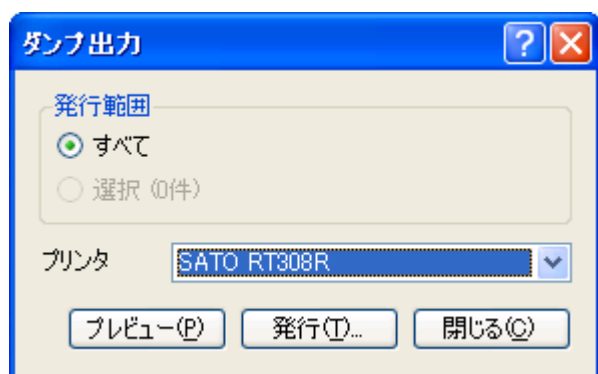 ダンプ出力
発行範囲
すべて
選択 (0件)
プリンタ SATO RT308R
プレビュー(P) 発行(T)... 閉じる(C)